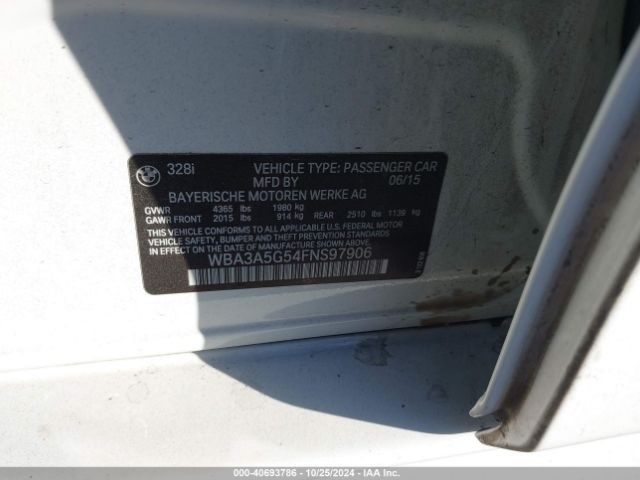 BMW
328i VEHICLE TYPE: PASSENGER CAR
MFD BY 06/15
BAYERISCHE MOTOREN WERKE AG
GVWR 4365 lbs 1980 kg
GAWR FRONT 2015 lbs 914 kg REAR 2510 lbs 1139 kg
THIS VEHICLE CONFORMS TO ALL APPLICABLE U.S. FEDERAL MOTOR
VEHICLE SAFETY, BUMPER, AND THEFT PREVENTION STANDARDS IN EFFECT ON THE
DATE OF MANUFACTURE SHOWN ABOVE.
WBA3A5G54FNS97906
000-40693786 - 10/25/2024 - IAA Inc.